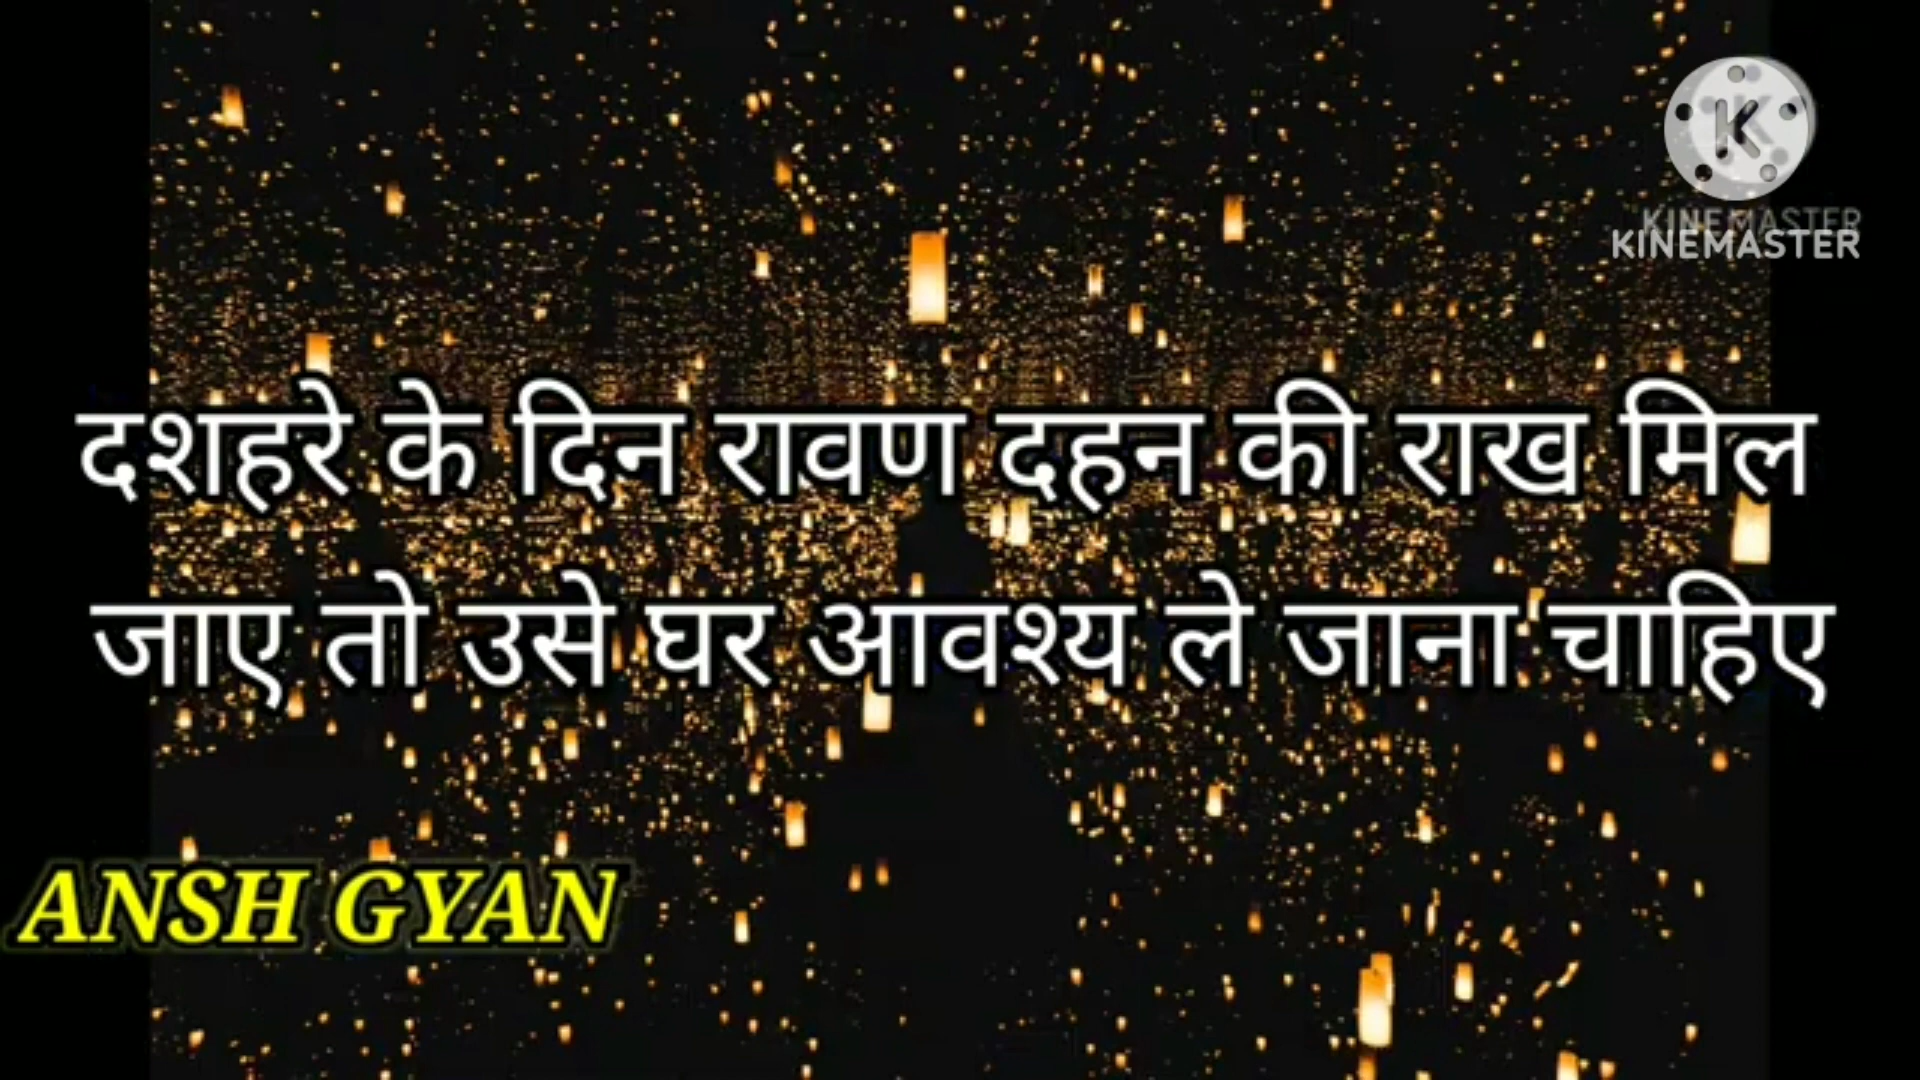 KINEMASTER
KINEMASTER
दशहरे के दिन रावण दहन की राख मिल
जाए तो उसे घर आवश्य ले जाना चाहिए
ANSH GYAN